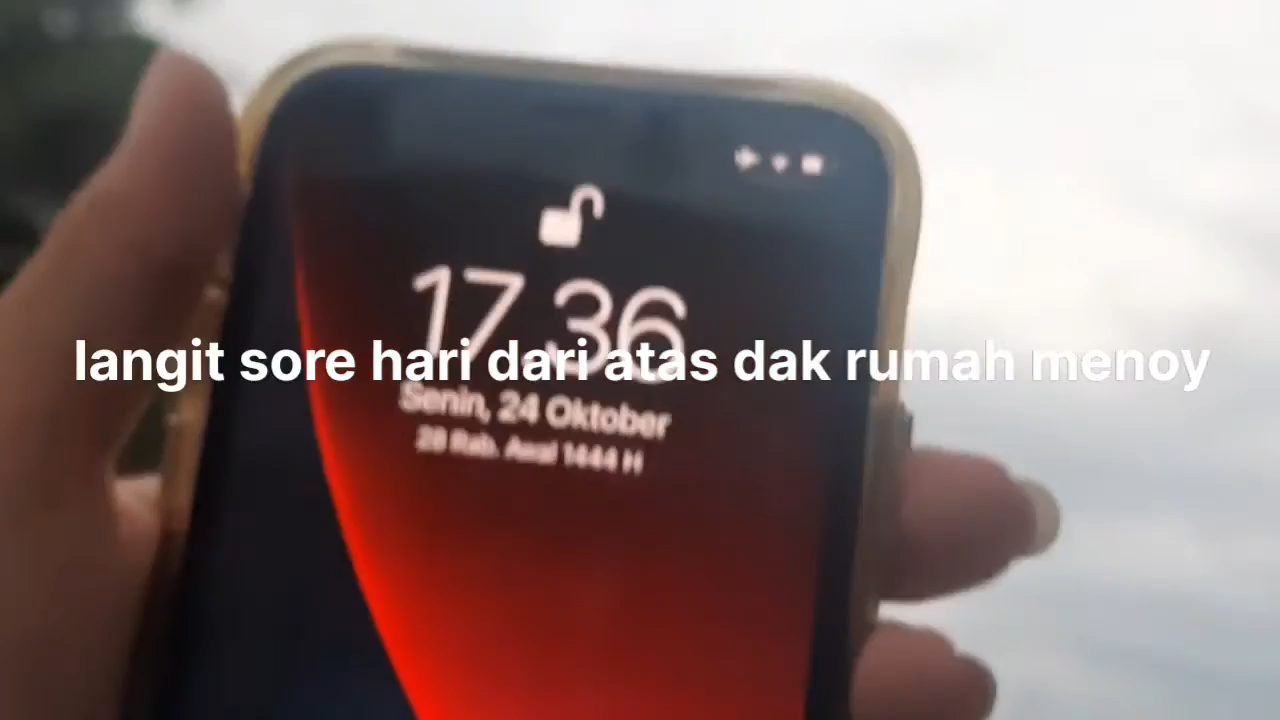 17.36
langit sore hari dari atas dak rumah menoy
Senin, 24 Oktober
28 Rab. Awal 1444 H